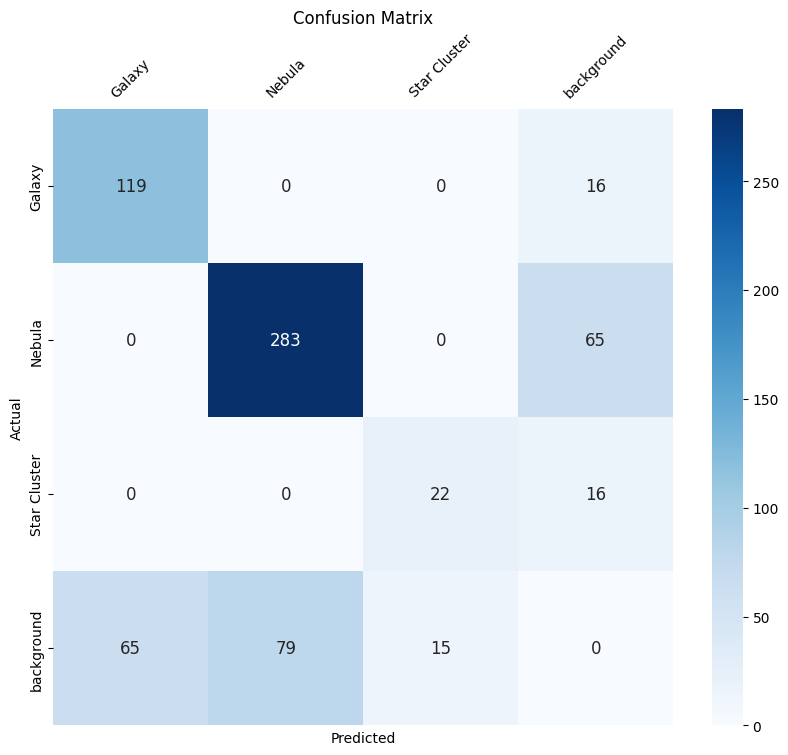 Confusion Matrix
Galaxy Nebula Star Cluster background
Galaxy 119 0 0 16
Nebula 0 283 0 65
Star Cluster 0 0 22 16
background 65 79 15 0
Actual
Predicted
250
200
150
100
50
0